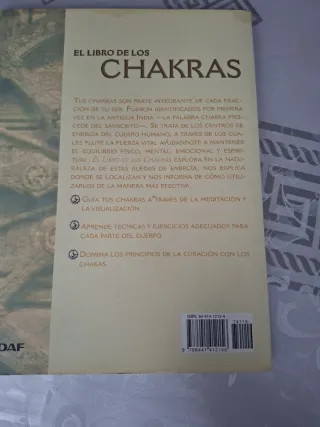 EL LIBRO DE LOS
CHAKRAS
TUS CHAKRAS SON PARTE INTEGRANTE DE CADA FRACCIÓN
DE TU SER. FUERON IDENTIFICADOS POR PRIMERA
VEZ EN LA ANTIGUA INDIA —LA PALABRA CHAKRA PRO-
CEDE DEL SÁNSCRITO—. SE TRATA DE LOS CENTROS DE
ENERGÍA DEL CUERPO HUMANO, A TRAVÉS DE LOS CUA-
LES FLUYE LA FUERZA VITAL AYUDÁNDOTE A MANTENER
EL EQUILIBRIO FÍSICO, MENTAL, EMOCIONAL Y ESPIRI-
TUAL. EL LIBRO DE LOS CHAKRAS EXPLORA EN LA NATU-
RALEZA DE ESTAS RUEDAS DE ENERGÍA, NOS EXPLICA
DÓNDE SE LOCALIZAN Y NOS INFORMA DE CÓMO UTILI-
ZARLOS DE LA MANERA MÁS EFECTIVA.
GUÍA TUS CHAKRAS A TRAVÉS DE LA MEDITACIÓN Y
LA VISUALIZACIÓN.
APRENDE TÉCNICAS Y EJERCICIOS ADECUADOS PARA
CADA PARTE DEL CUERPO.
DOMINA LOS PRINCIPIOS DE LA CURACIÓN CON LOS
CHAKRAS.
DAF